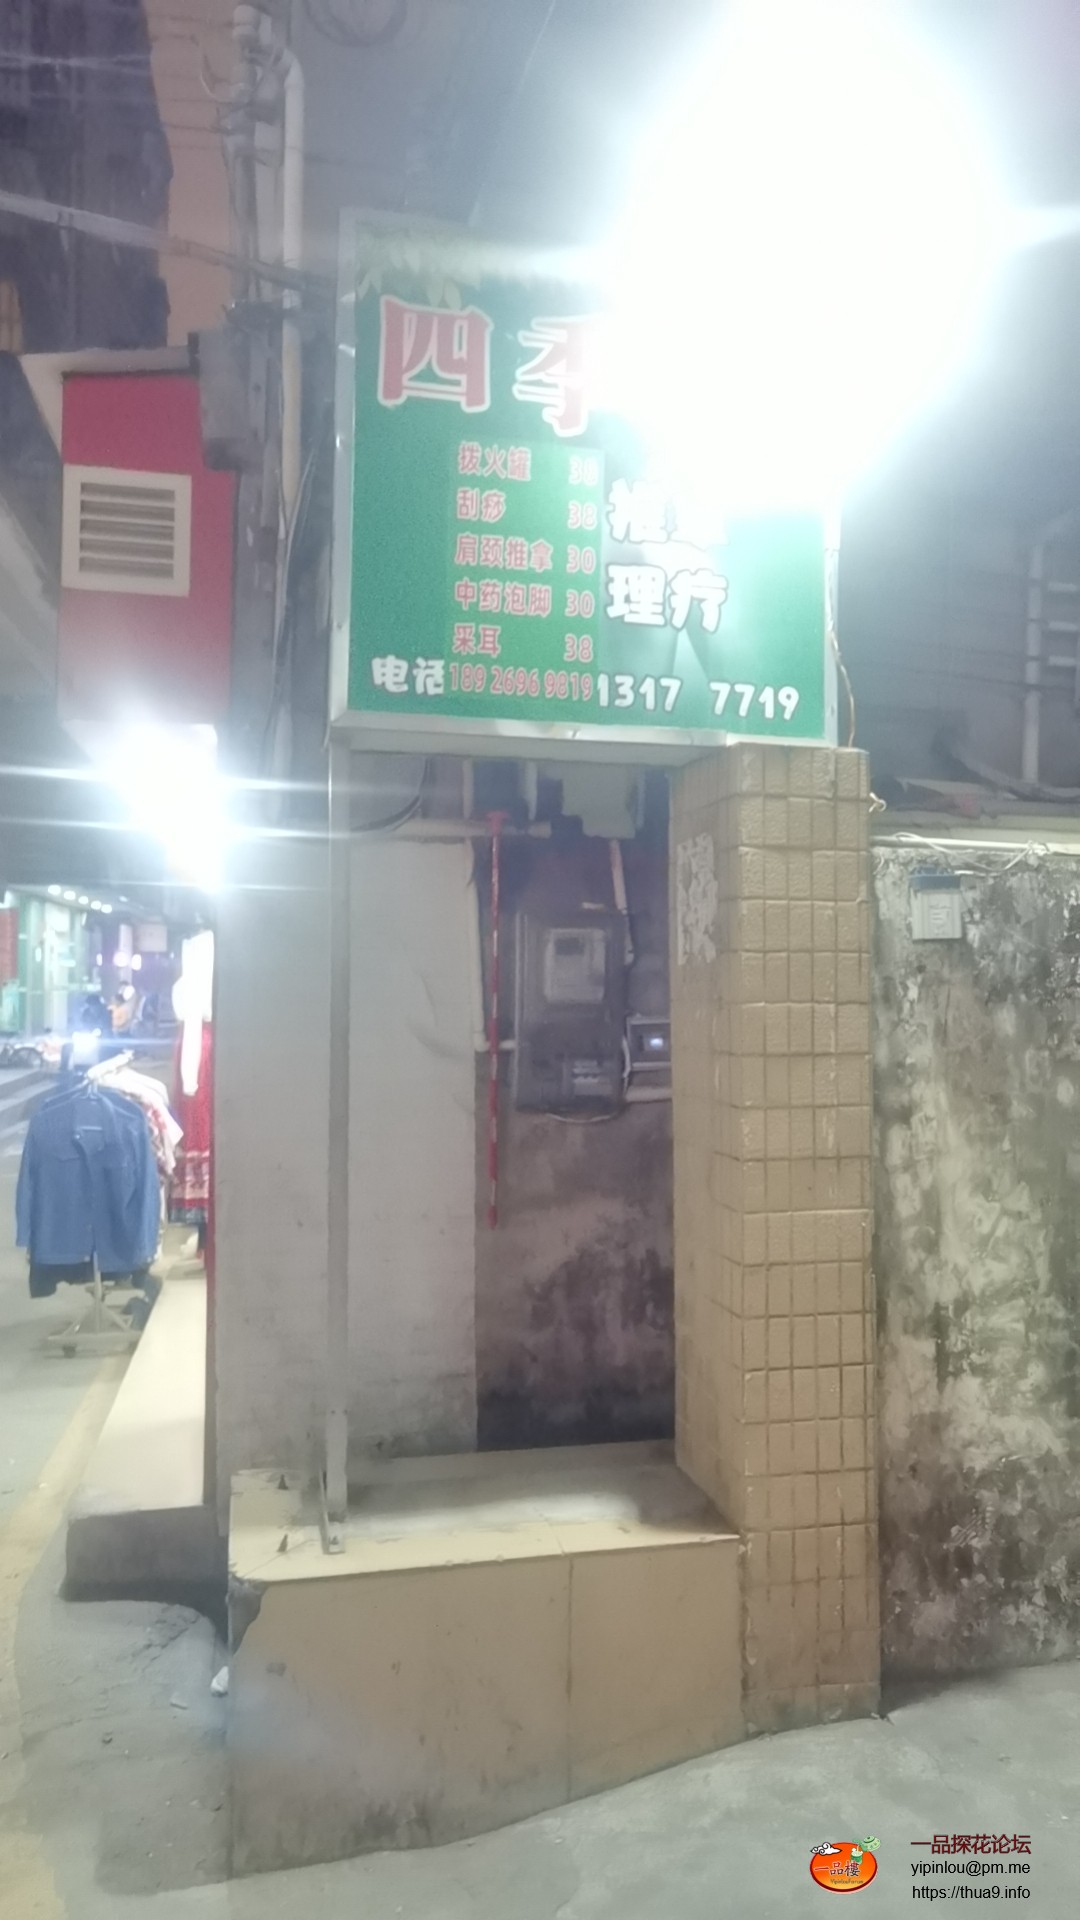 四季
拨火罐 38
刮痧 38
肩颈推拿 30
中药泡脚 30
采耳 38
推
理疗
电话 189 2696 9819 1317 7719
一品樓
一品探花论坛
yipinlou@pm.me
https://thua9.info